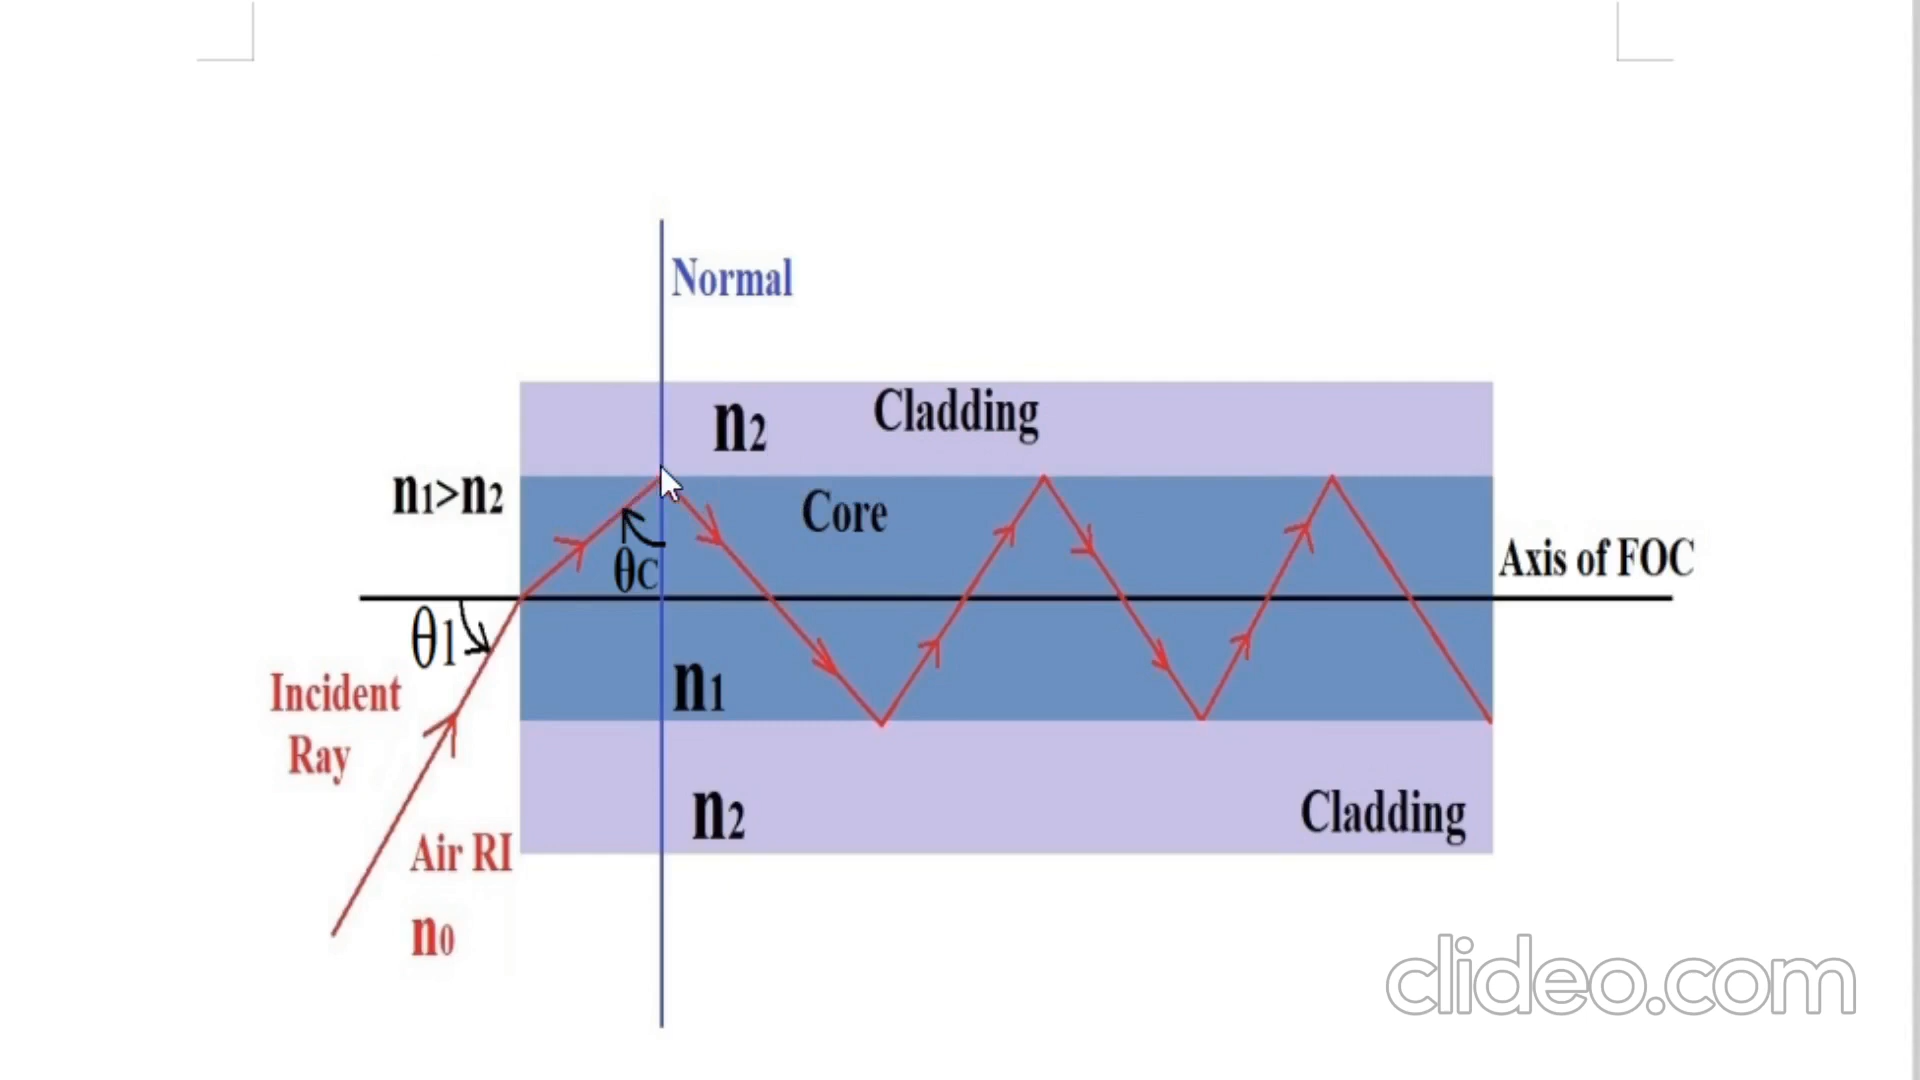 Normal
n2
Cladding
n1>n2
Core
Axis of FOC
θC
θ1
Incident
Ray
n1
Air RI
n2
Cladding
n0
clideo.com